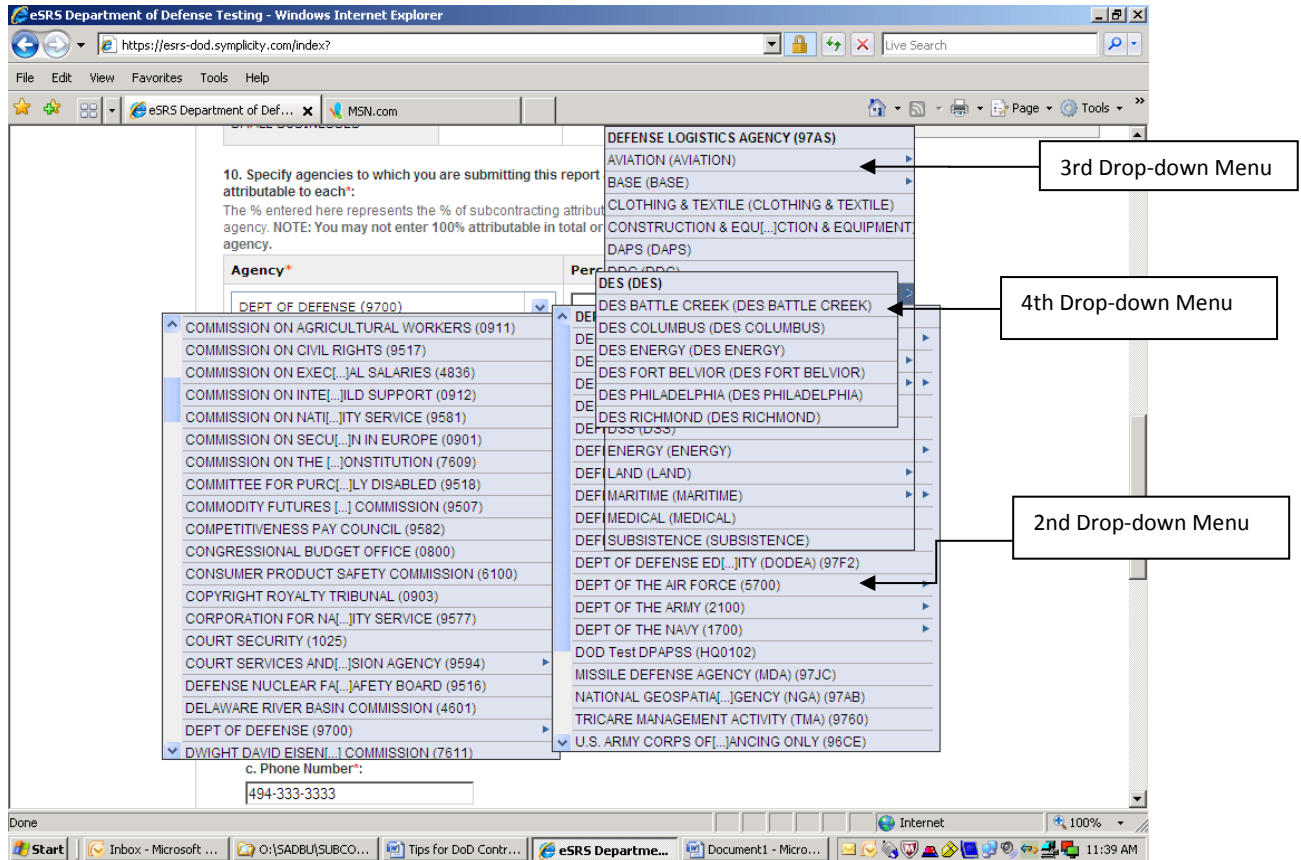 eSRS Department of Defense Testing - Windows Internet Explorer
https://esrs-dod.symplicity.com/index?
Live Search
File Edit View Favorites Tools Help
eSRS Department of Def... MSN.com
Page Tools
10. Specify agencies to which you are submitting this report
attributable to each*:
The % entered here represents the % of subcontracting
agency. NOTE: You may not enter 100% attributable in total or
agency.
Agency*
DEPT OF DEFENSE (9700)
DEFENSE LOGISTICS AGENCY (97AS)
AVIATION (AVIATION)
BASE (BASE)
CLOTHING & TEXTILE (CLOTHING & TEXTILE)
CONSTRUCTION & EQU[...]CTION & EQUIPMENT
DAPS (DAPS)
DES (DES)
DES BATTLE CREEK (DES BATTLE CREEK)
DES COLUMBUS (DES COLUMBUS)
DES ENERGY (DES ENERGY)
DES FORT BELVIOR (DES FORT BELVIOR)
DES PHILADELPHIA (DES PHILADELPHIA)
DES RICHMOND (DES RICHMOND)
DSS (DSS)
ENERGY (ENERGY)
LAND (LAND)
MARITIME (MARITIME)
MEDICAL (MEDICAL)
SUBSISTENCE (SUBSISTENCE)
DEPT OF DEFENSE ED[...]ITY (DODEA) (97F2)
DEPT OF THE AIR FORCE (5700)
DEPT OF THE ARMY (2100)
DEPT OF THE NAVY (1700)
DOD Test DPAPSS (HQ0102)
MISSILE DEFENSE AGENCY (MDA) (97JC)
NATIONAL GEOSPATIA[...]GENCY (NGA) (97AB)
TRICARE MANAGEMENT ACTIVITY (TMA) (9760)
U.S. ARMY CORPS OF[...]ANCING ONLY (96CE)
COMMISSION ON AGRICULTURAL WORKERS (0911)
COMMISSION ON CIVIL RIGHTS (9517)
COMMISSION ON EXEC[...]AL SALARIES (4836)
COMMISSION ON INTE[...]ILD SUPPORT (0912)
COMMISSION ON NATI[...]ITY SERVICE (9581)
COMMISSION ON SECU[...]N IN EUROPE (0901)
COMMISSION ON THE [...]ONSTITUTION (7609)
COMMITTEE FOR PURC[...]LY DISABLED (9518)
COMMODITY FUTURES [...] COMMISSION (9507)
COMPETITIVENESS PAY COUNCIL (9582)
CONGRESSIONAL BUDGET OFFICE (0800)
CONSUMER PRODUCT SAFETY COMMISSION (6100)
COPYRIGHT ROYALTY TRIBUNAL (0903)
CORPORATION FOR NA[...]ITY SERVICE (9577)
COURT SECURITY (1025)
COURT SERVICES AND[...]SION AGENCY (9594)
DEFENSE NUCLEAR FA[...]AFETY BOARD (9516)
DELAWARE RIVER BASIN COMMISSION (4601)
DEPT OF DEFENSE (9700)
DWIGHT DAVID EISEN[...] COMMISSION (7611)
c. Phone Number*:
494-333-3333
3rd Drop-down Menu
4th Drop-down Menu
2nd Drop-down Menu
Done Internet 100%
Start Inbox - Microsoft ... O:\SADBU\SUBCO... Tips for DoD Contr... eSRS Departme... Document1 - Micro... 11:39 AM